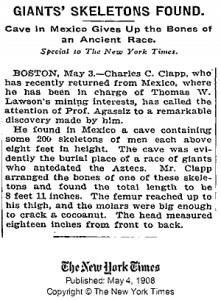 GIANTS' SKELETONS FOUND.
Cave in Mexico Gives Up the Bones of
an Ancient Race.
Special to The New York Times.
BOSTON, May 3.—Charles C. Clapp, who
has recently returned from Mexico, where
he has been in charge of Thomas W.
Lawson's mining interests, has called the
attention of Prof. Agassiz to a remarkable
discovery made by him.
He found in Mexico a cave containing
some 200 skeletons of men each above
eight feet in height. The cave was evi-
dently the burial place of a race of giants
who antedated the Aztecs. Mr. Clapp
arranged the bones of one of these skele-
tons and found the total length to be
8 feet 11 inches. The femur reached up to
his thigh, and the molars were big enough
to crack a cocoanut. The head measured
eighteen inches from front to back.
The New York Times
Published: May 4, 1908
Copyright © The New York Times